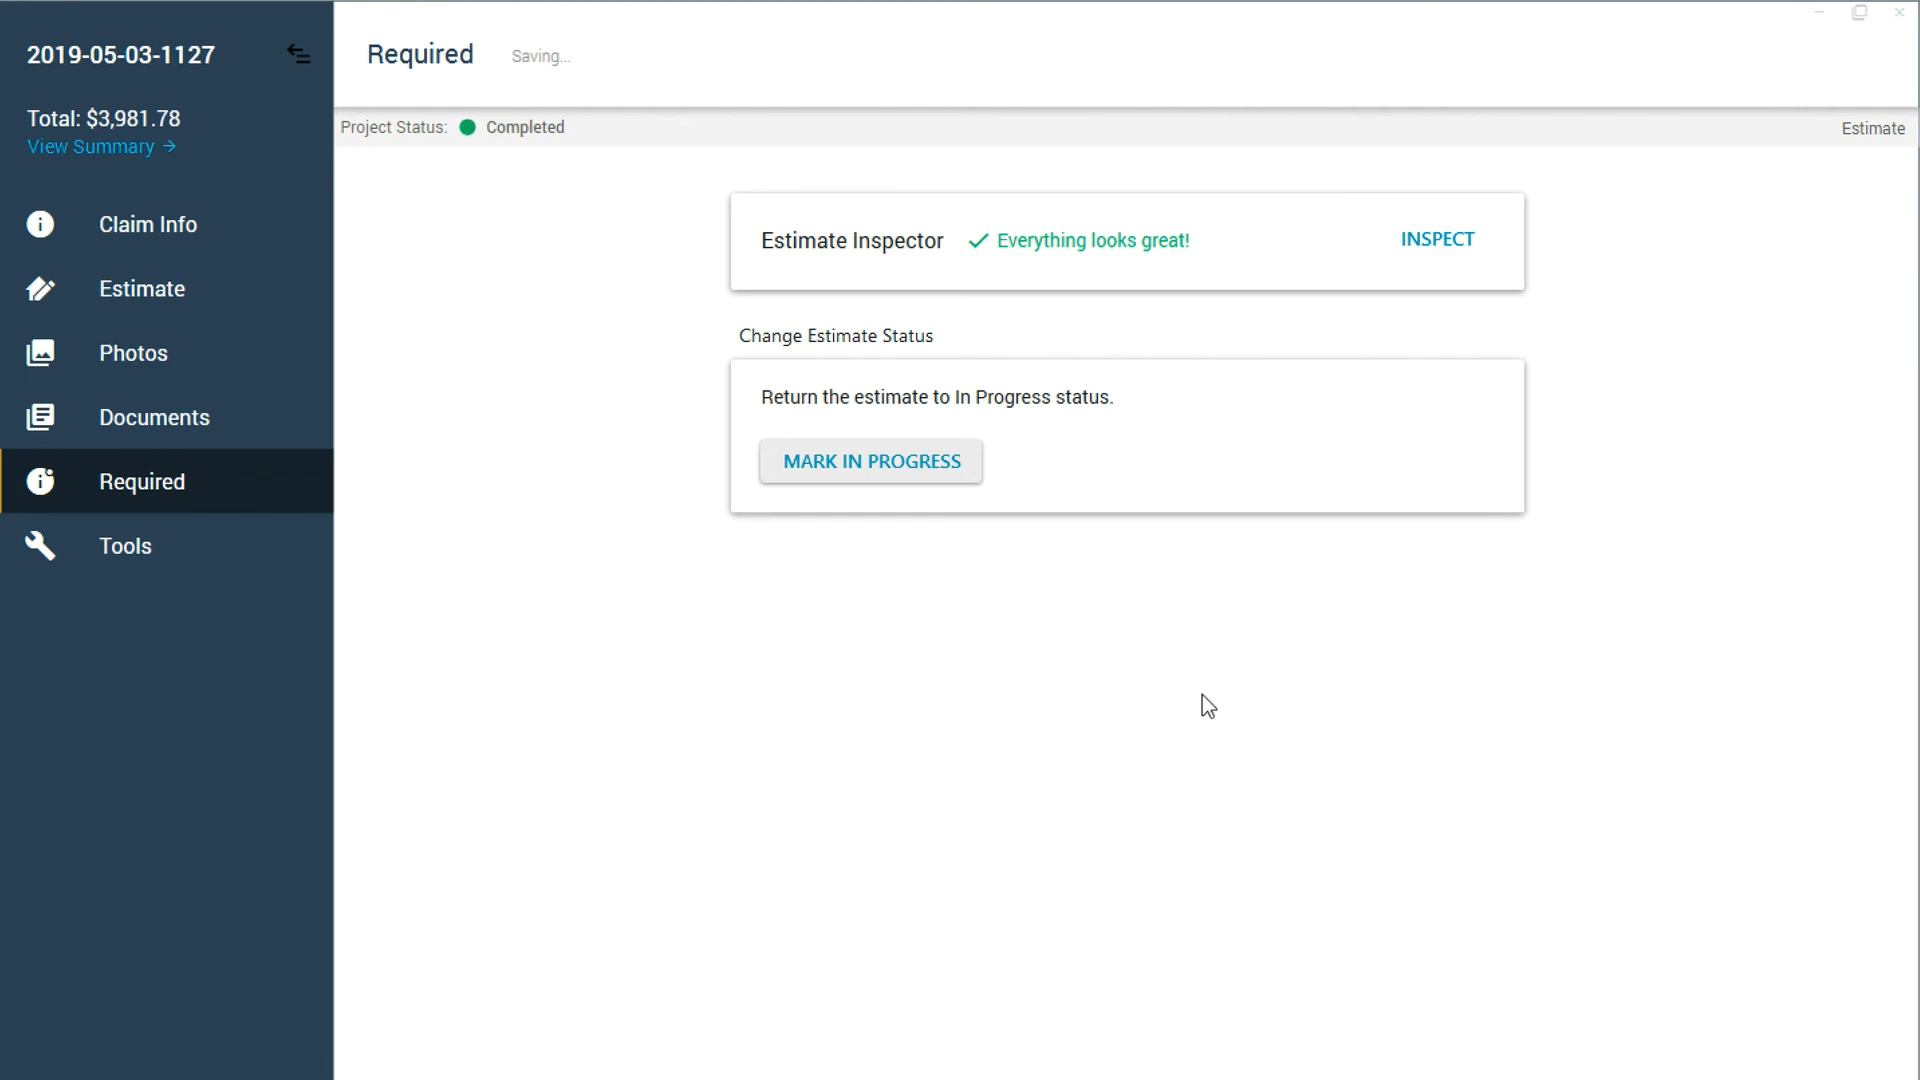 2019-05-03-1127
Total: $3,981.78
View Summary →
Claim Info
Estimate
Photos
Documents
Required
Tools
Required
Saving...
Project Status: Completed
Estimate
Estimate Inspector ✓ Everything looks great!
INSPECT
Change Estimate Status
Return the estimate to In Progress status.
MARK IN PROGRESS